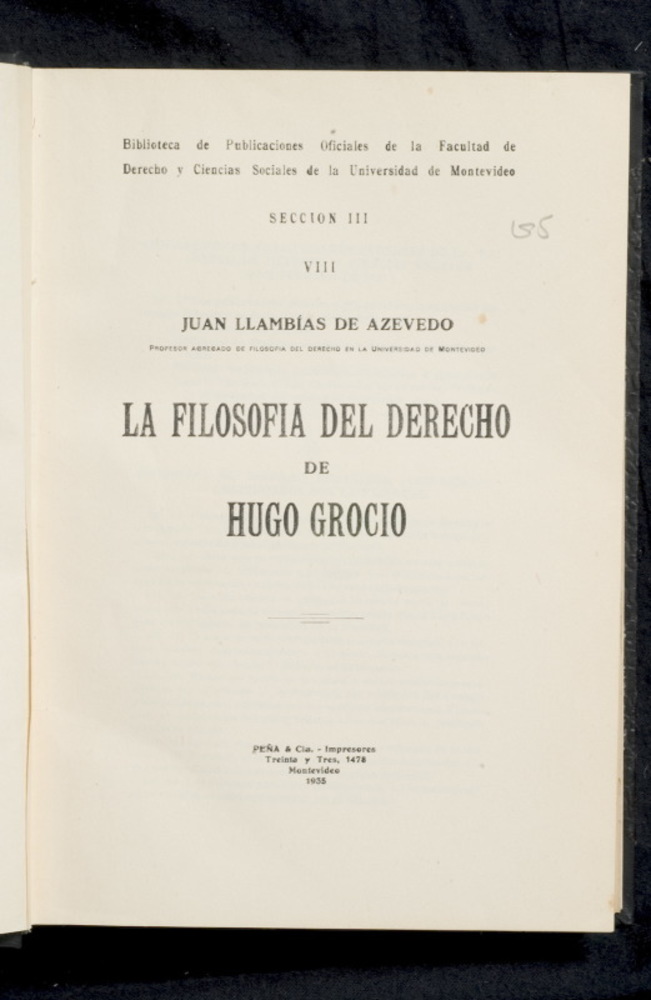 Biblioteca de Publicaciones Oficiales de la Facultad de
Derecho y Ciencias Sociales de la Universidad de Montevideo
SECCION III
VIII
JUAN LLAMBÍAS DE AZEVEDO
PROFESOR AGREGADO DE FILOSOFIA DEL DERECHO EN LA UNIVERSIDAD DE MONTEVIDEO
LA FILOSOFIA DEL DERECHO
DE
HUGO GROCIO
PEÑA & Cía. - Impresores
Treinta y Tres, 1478
Montevideo
1935